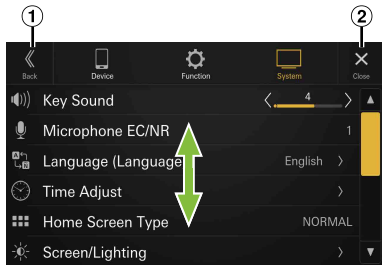 1 2
Back Device Function System Close
Key Sound 4
Microphone EC/NR 1
Language (Language English
Time Adjust
Home Screen Type NORMAL
Screen/Lighting